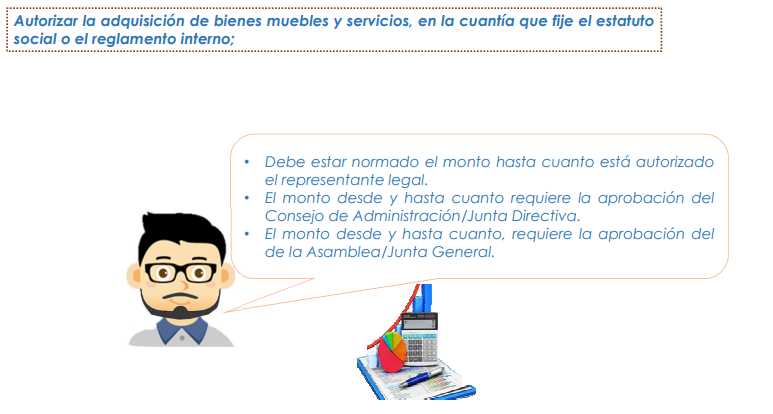 Autorizar la adquisición de bienes muebles y servicios, en la cuantía que fije el estatuto
social o el reglamento interno;
• Debe estar normado el monto hasta cuanto está autorizado
el representante legal.
• El monto desde y hasta cuanto requiere la aprobación del
Consejo de Administración/Junta Directiva.
• El monto desde y hasta cuanto, requiere la aprobación del
de la Asamblea/Junta General.